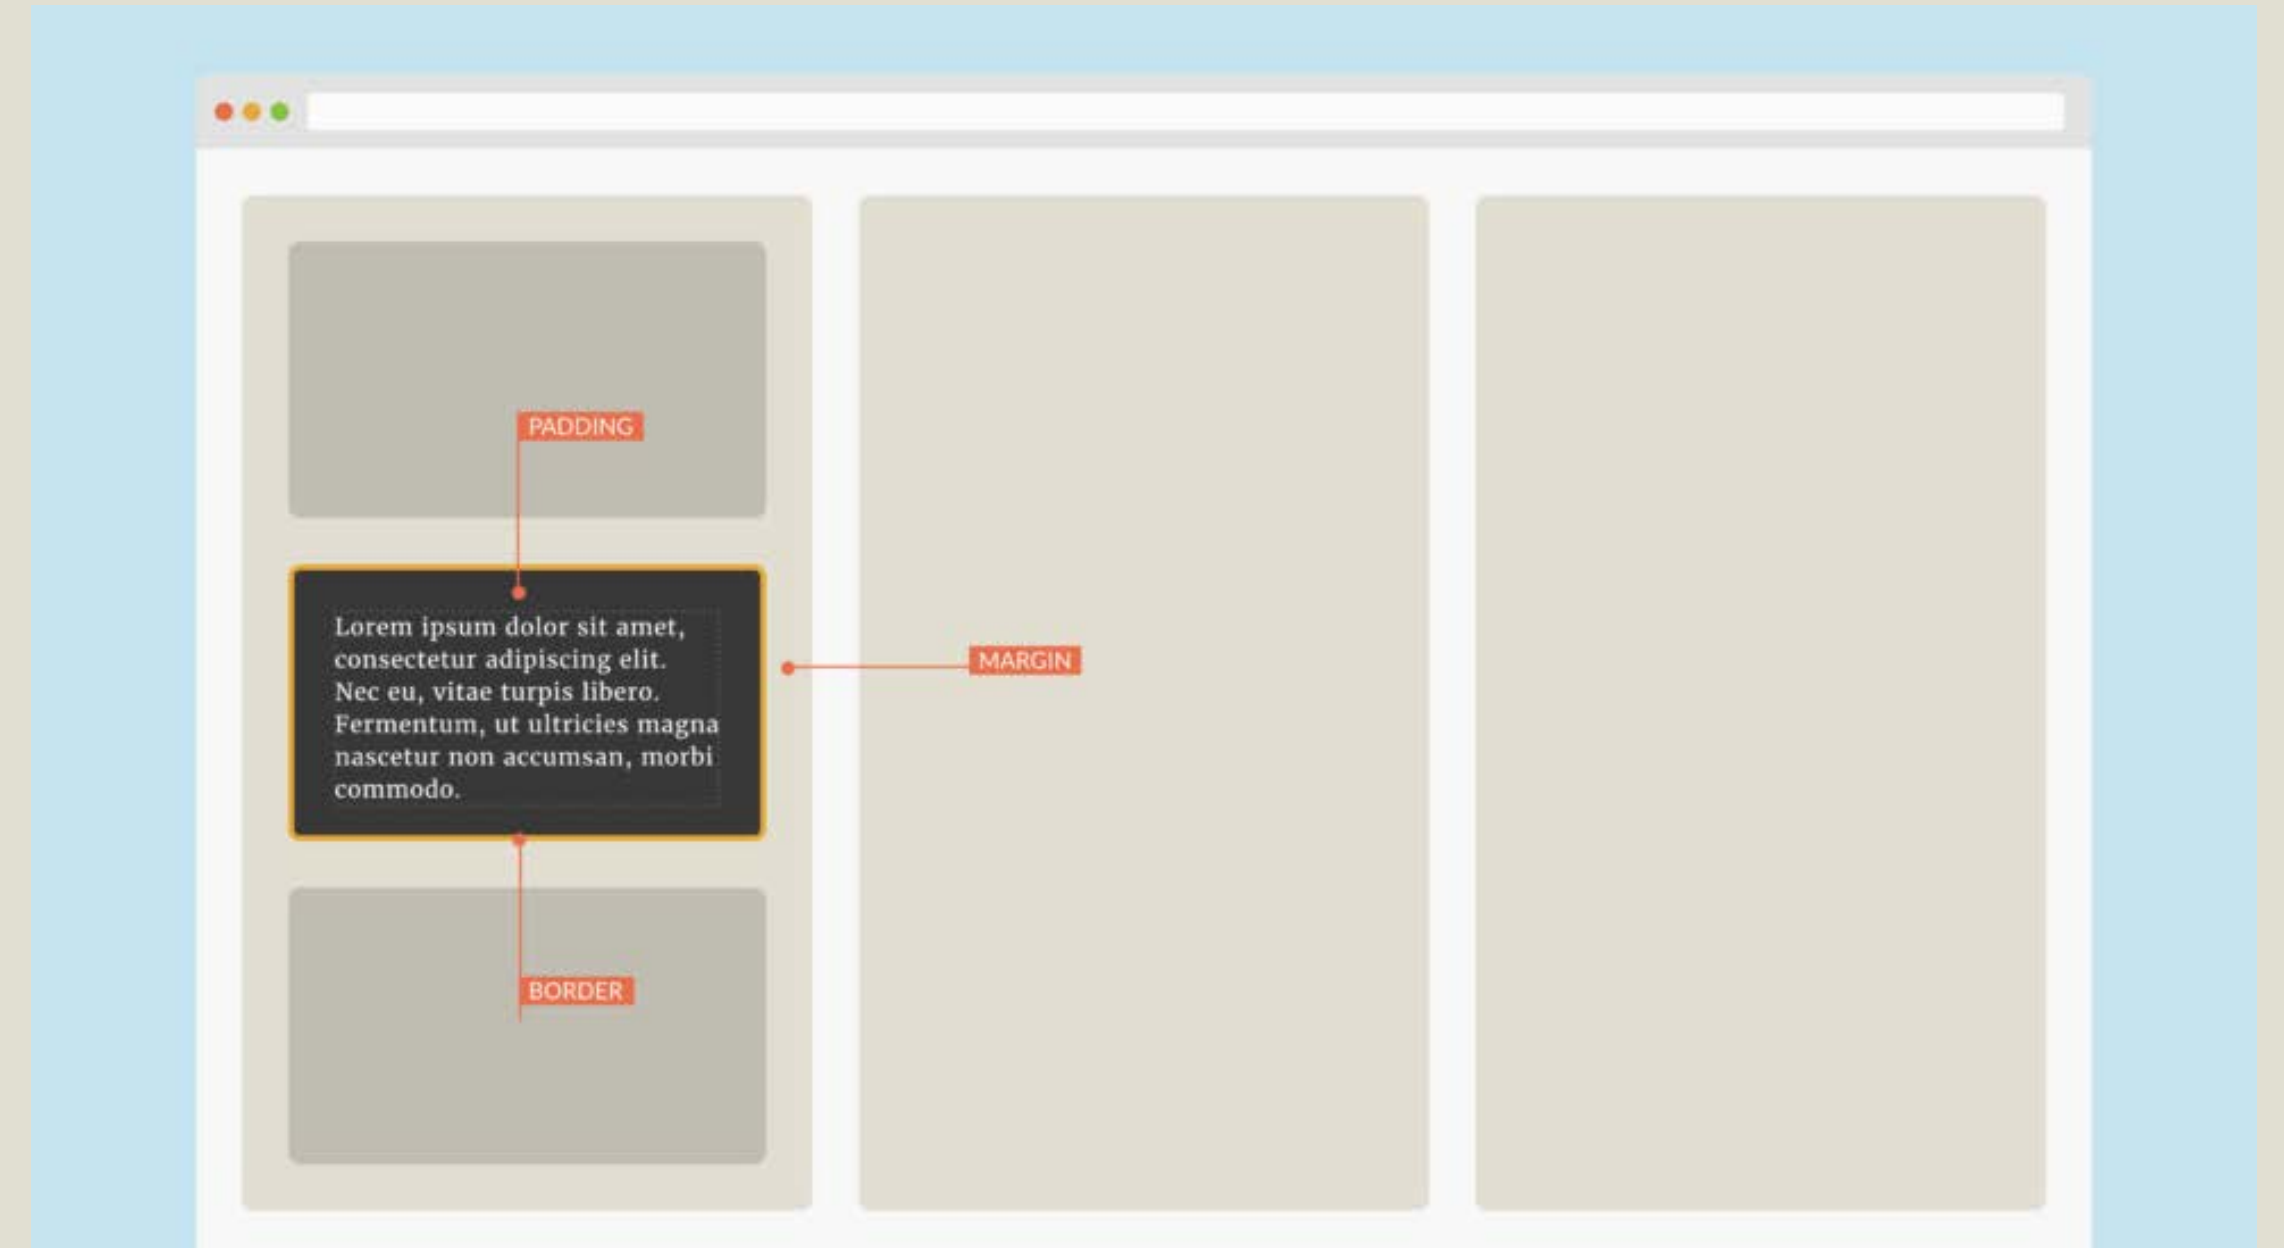 PADDING
Lorem ipsum dolor sit amet,
consectetur adipiscing elit.
Nec eu, vitae turpis libero.
Fermentum, ut ultricies magna
nascetur non accumsan, morbi
commodo.
MARGIN
BORDER